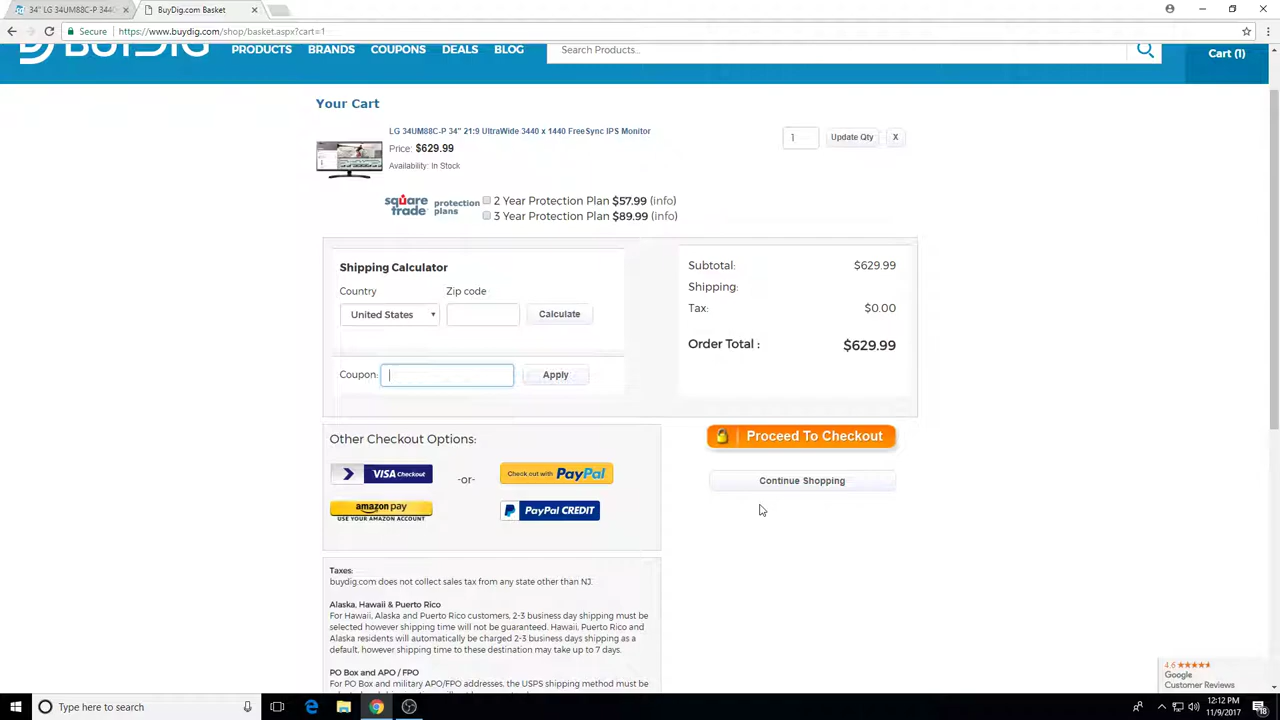 34" LG 34UM88C-P 3440
BuyDig.com Basket
Secure
https://www.buydig.com/shop/basket.aspx?cart=1
BUYDIG
PRODUCTS
BRANDS
COUPONS
DEALS
BLOG
Search Products...
Cart (1)
Your Cart
LG 34UM88C-P 34" 21:9 UltraWide 3440 x 1440 FreeSync IPS Monitor
1
Update Qty
X
Price: $629.99
Availability: In Stock
square trade
protection plans
2 Year Protection Plan $57.99 (info)
3 Year Protection Plan $89.99 (info)
Shipping Calculator
Country
Zip code
United States
Calculate
Coupon:
Apply
Subtotal: $629.99
Shipping:
Tax: $0.00
Order Total : $629.99
Proceed To Checkout
Continue Shopping
Other Checkout Options:
VISA Checkout
-or-
Check out with PayPal
amazon pay
USE YOUR AMAZON ACCOUNT
PayPal CREDIT
Taxes:
buydig.com does not collect sales tax from any state other than NJ.
Alaska, Hawaii & Puerto Rico
For Hawaii, Alaska and Puerto Rico customers, 2-3 business day shipping must be
selected however shipping time will not be guaranteed. Hawaii, Puerto Rico and
Alaska residents will automatically be charged 2-3 business days shipping as a
default, however shipping time to these destination may take up to 7 days.
PO Box and APO / FPO
For PO Box and military APO/FPO addresses, the USPS shipping method must be
4.6
Google
Customer Reviews
Type here to search
12:12 PM
11/9/2017
18